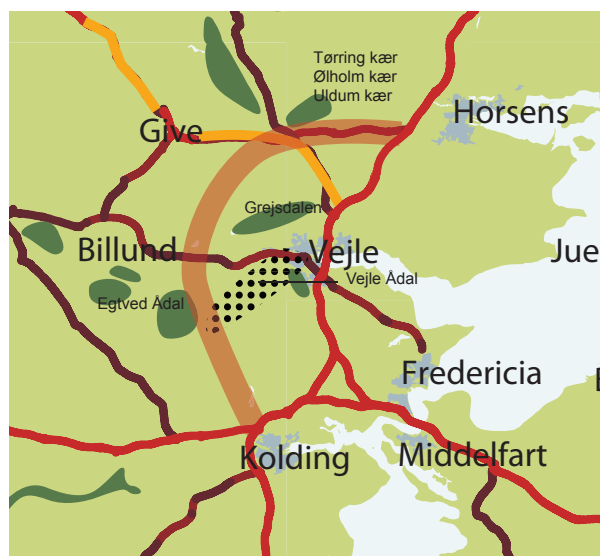 Tørring kær
Ølholm kær
Uldum kær
Horsens
Give
Grejsdalen
Billund
Vejle
Jue
Vejle Ådal
Egtved Ådal
Fredericia
Kolding
Middelfart